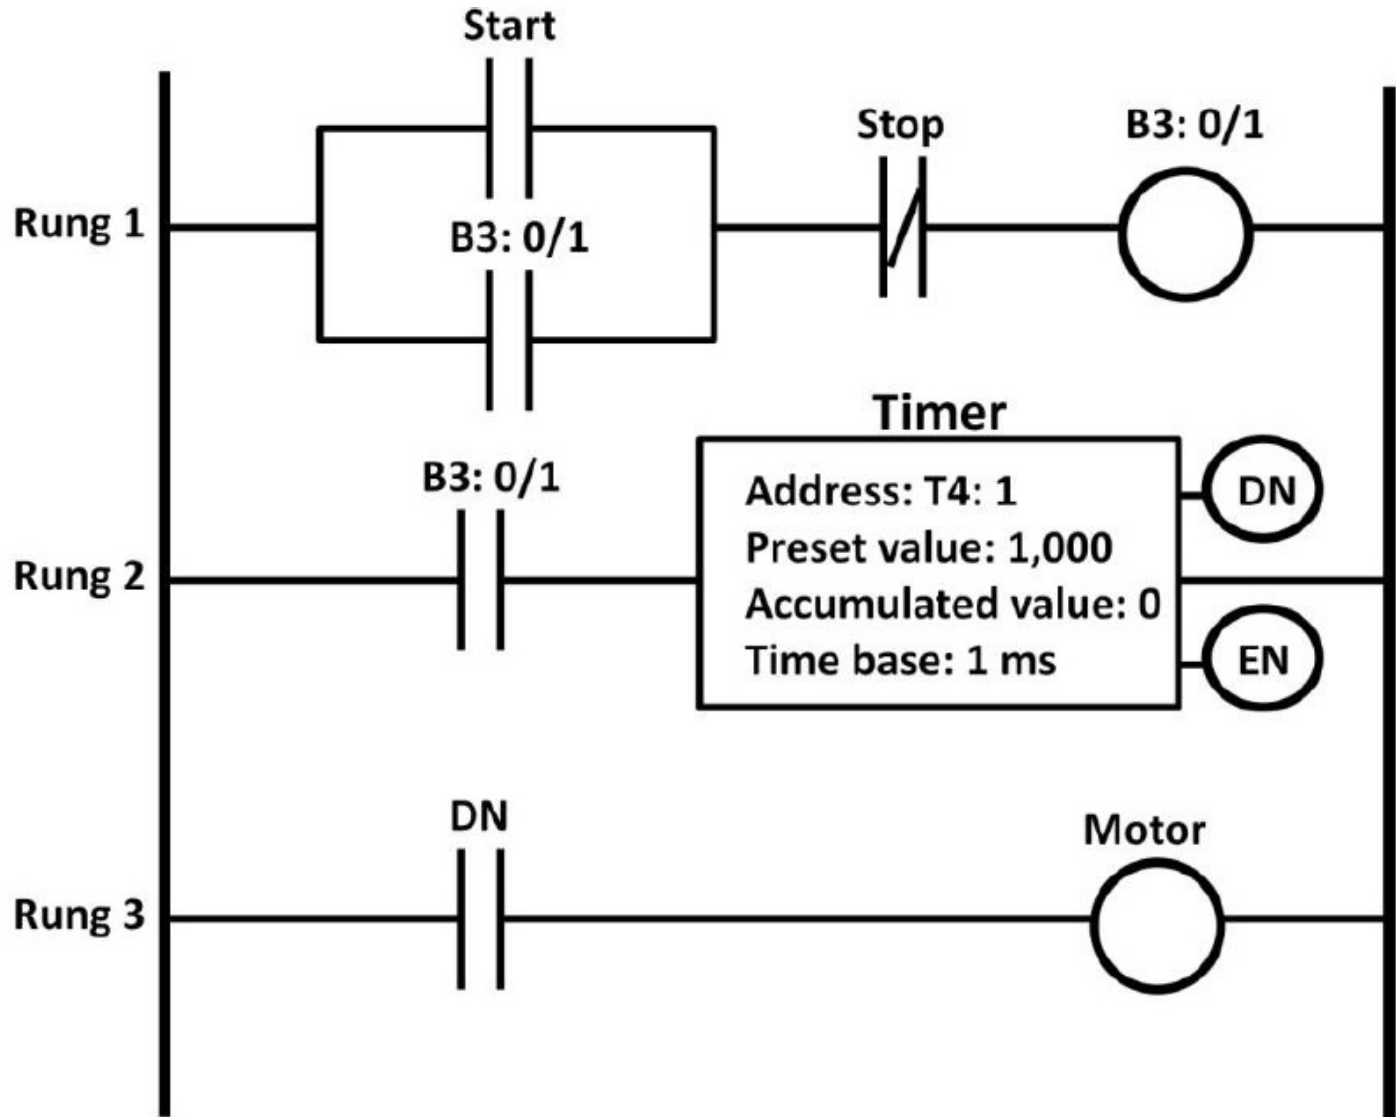 Start
Stop
B3: 0/1
Rung 1
B3: 0/1
Timer
B3: 0/1
Address: T4: 1
DN
Preset value: 1,000
Rung 2
Accumulated value: 0
Time base: 1 ms
EN
DN
Motor
Rung 3